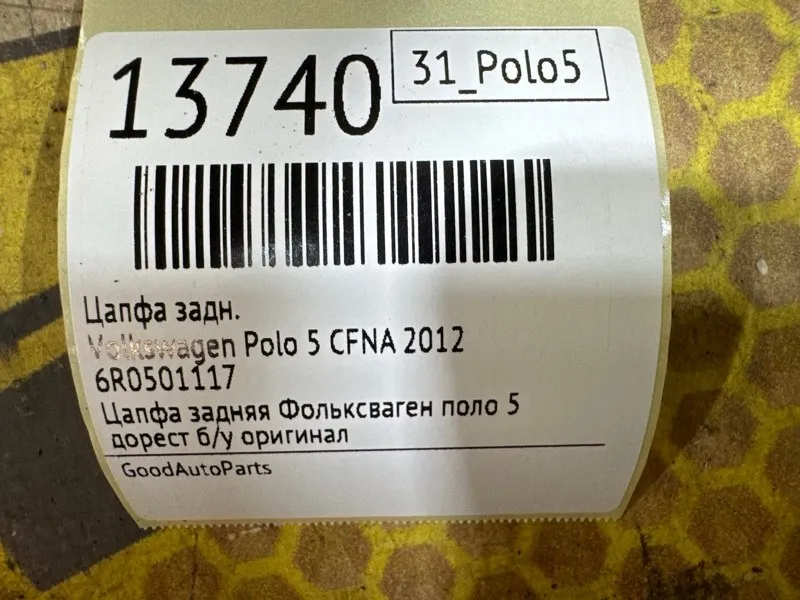 13740
31_Polo5
Цапфа задн.
Volkswagen Polo 5 CFNA 2012
6R0501117
Цапфа задняя Фольксваген поло 5
дорест б/у оригинал
GoodAutoParts